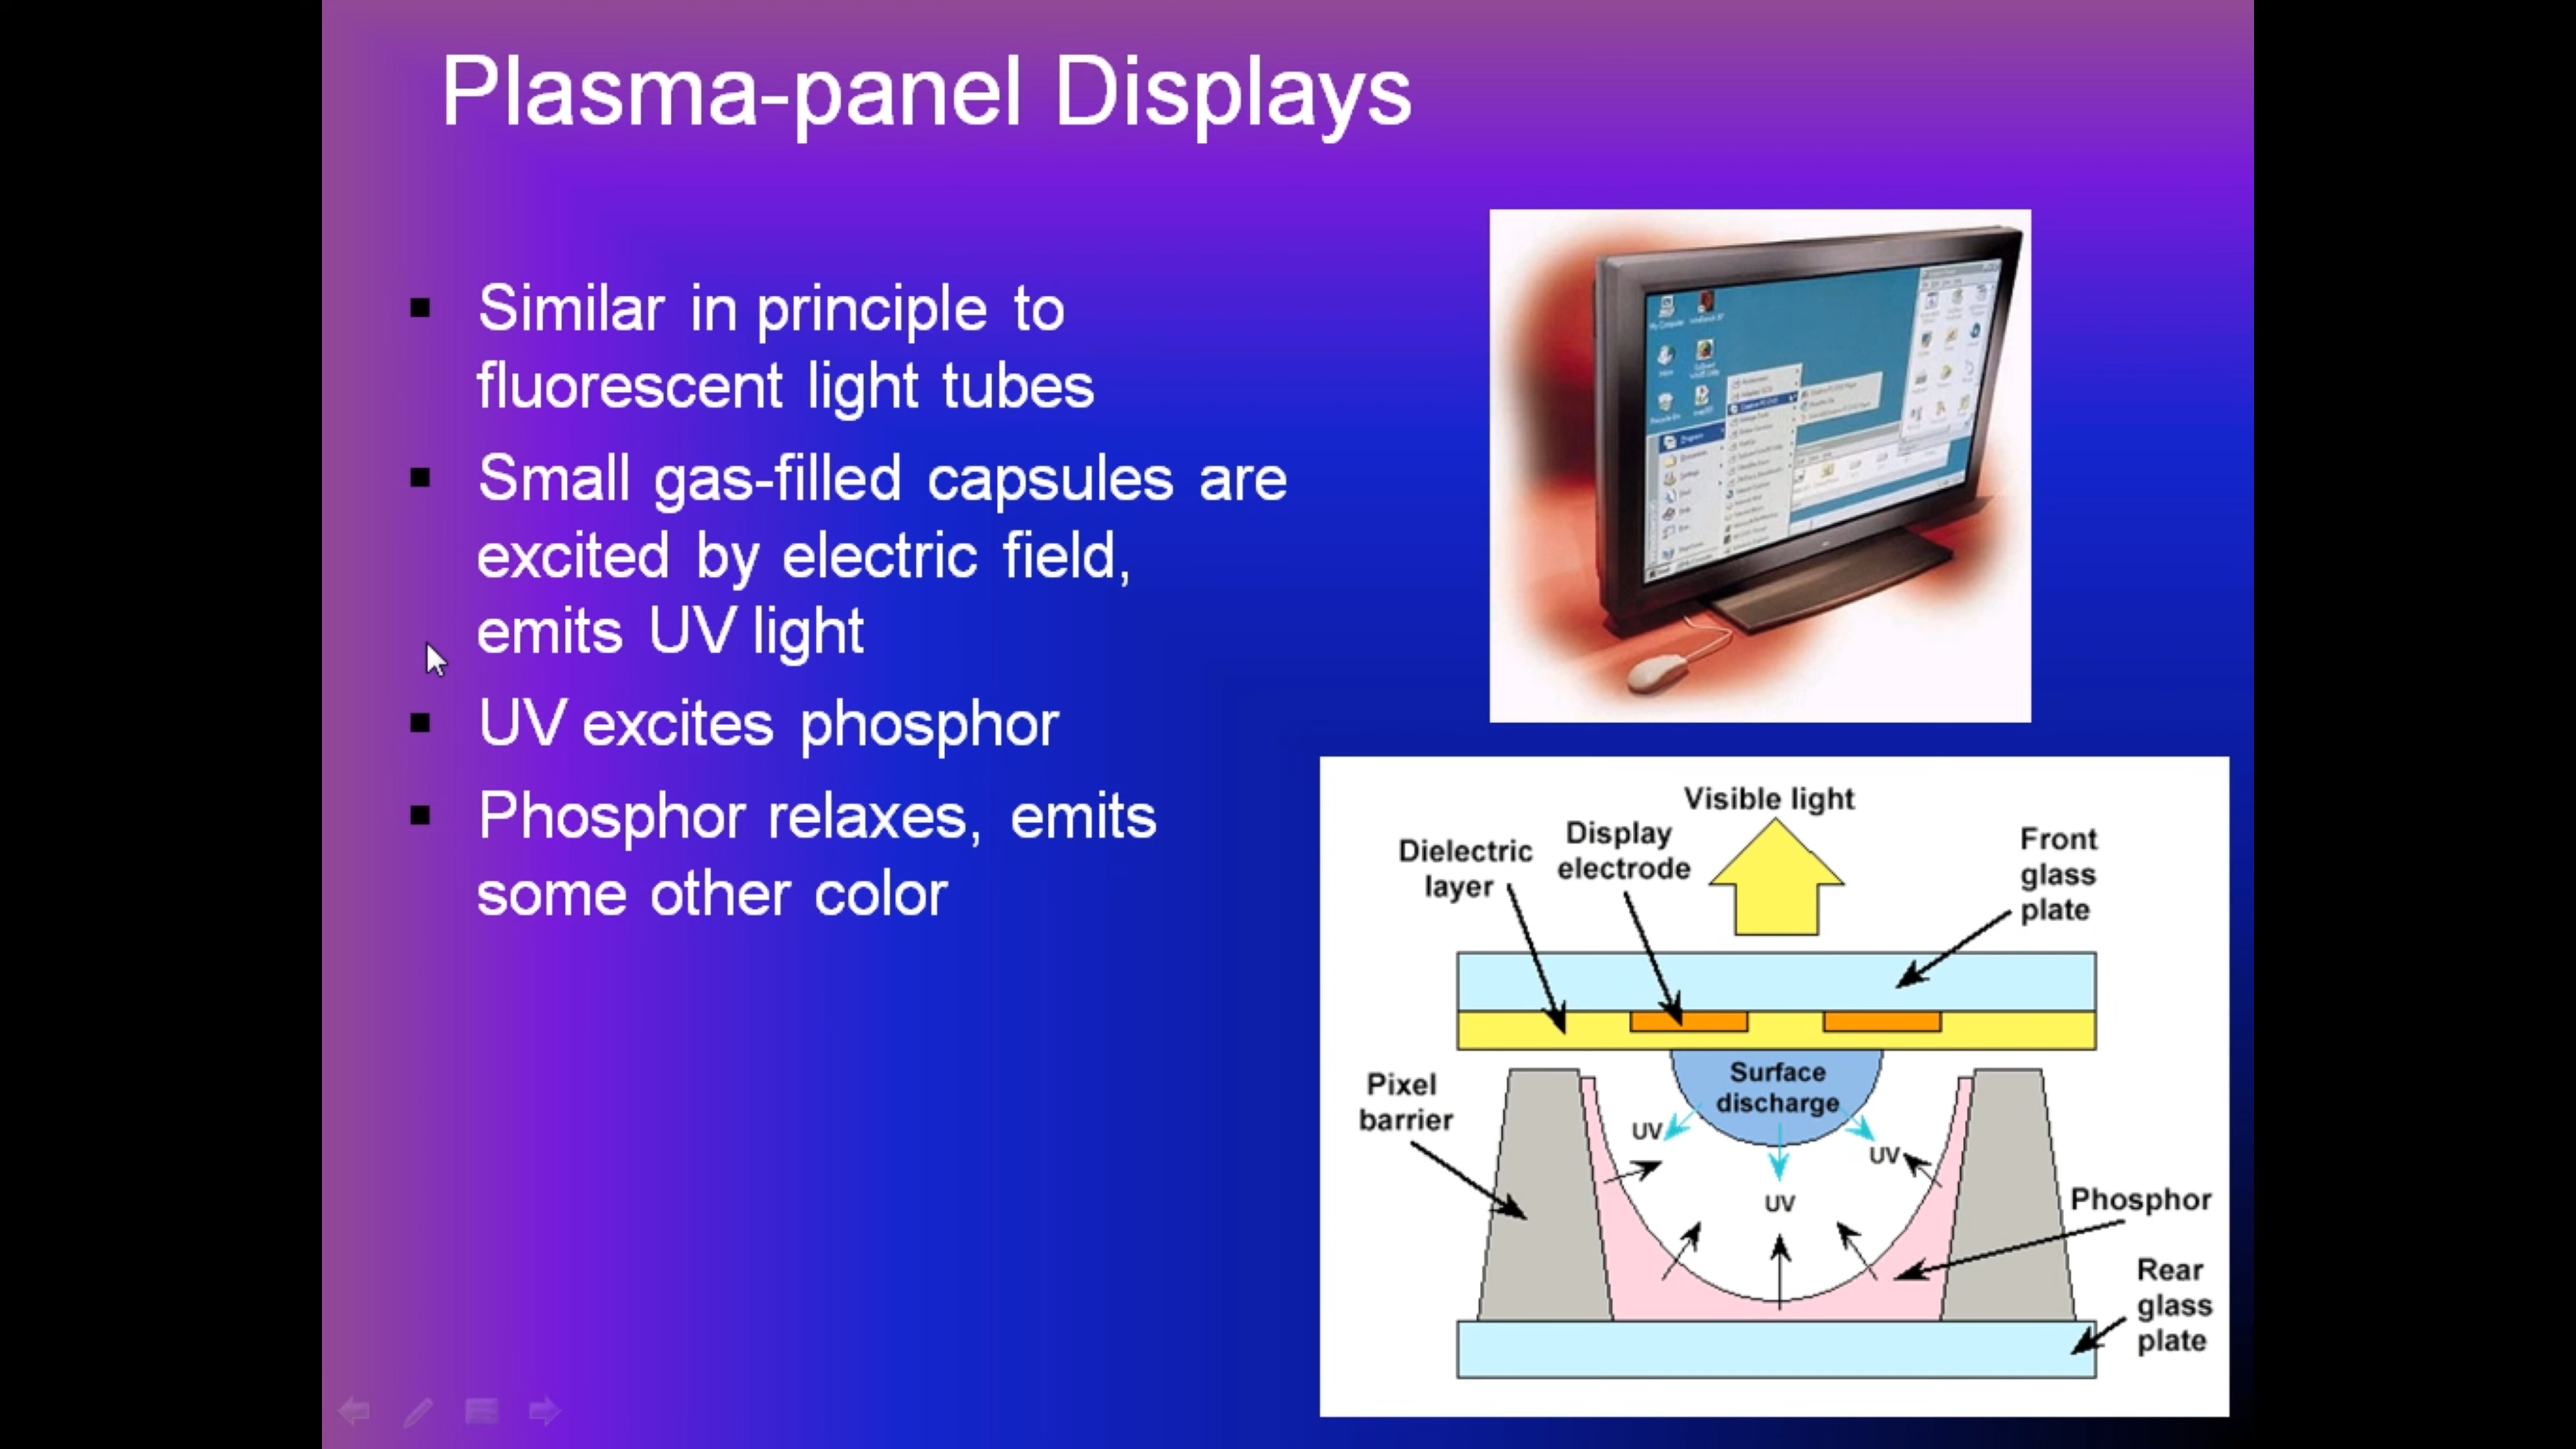 Plasma-panel Displays
Similar in principle to
fluorescent light tubes
Small gas-filled capsules are
excited by electric field,
emits UV light
UV excites phosphor
Phosphor relaxes, emits
some other color
Visible light
Dielectric
layer
Display
electrode
Front
glass
plate
Surface
discharge
Pixel
barrier
UV
UV
UV
Phosphor
Rear
glass
plate